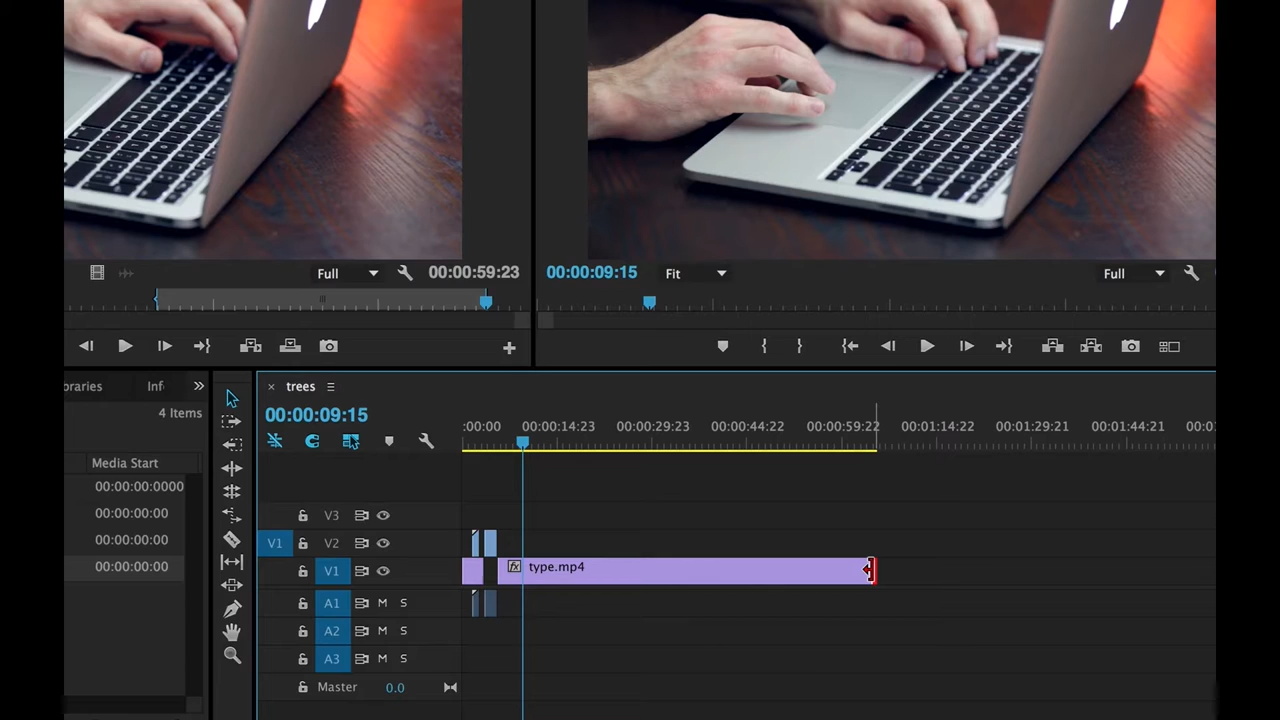 Full
00:00:59:23
00:00:09:15
Fit
Full
oraries
Inf
4 Items
Media Start
00:00:00:0000
00:00:00:00
00:00:00:00
00:00:00:00
trees
00:00:09:15
:00:00 00:00:14:23 00:00:29:23 00:00:44:22 00:00:59:22 00:01:14:22 00:01:29:21 00:01:44:21 00:0
V3
V1 V2
V1 fx type.mp4
A1 M S
A2 M S
A3 M S
Master 0.0